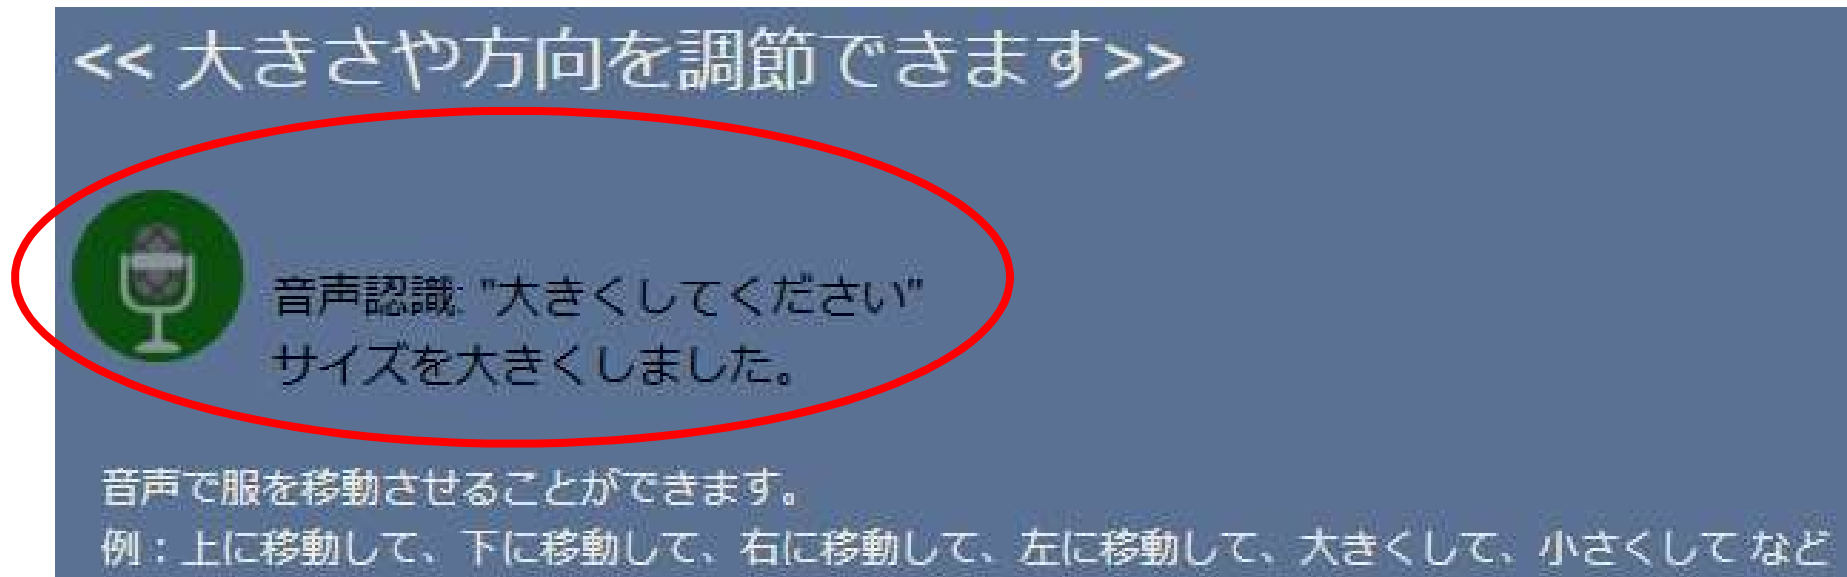 << 大きさや方向を調節できます>>
音声認識: "大きくしてください"
サイズを大きくしました。
音声で服を移動させることができます。
例：上に移動して、下に移動して、右に移動して、左に移動して、大きくして、小さくして など